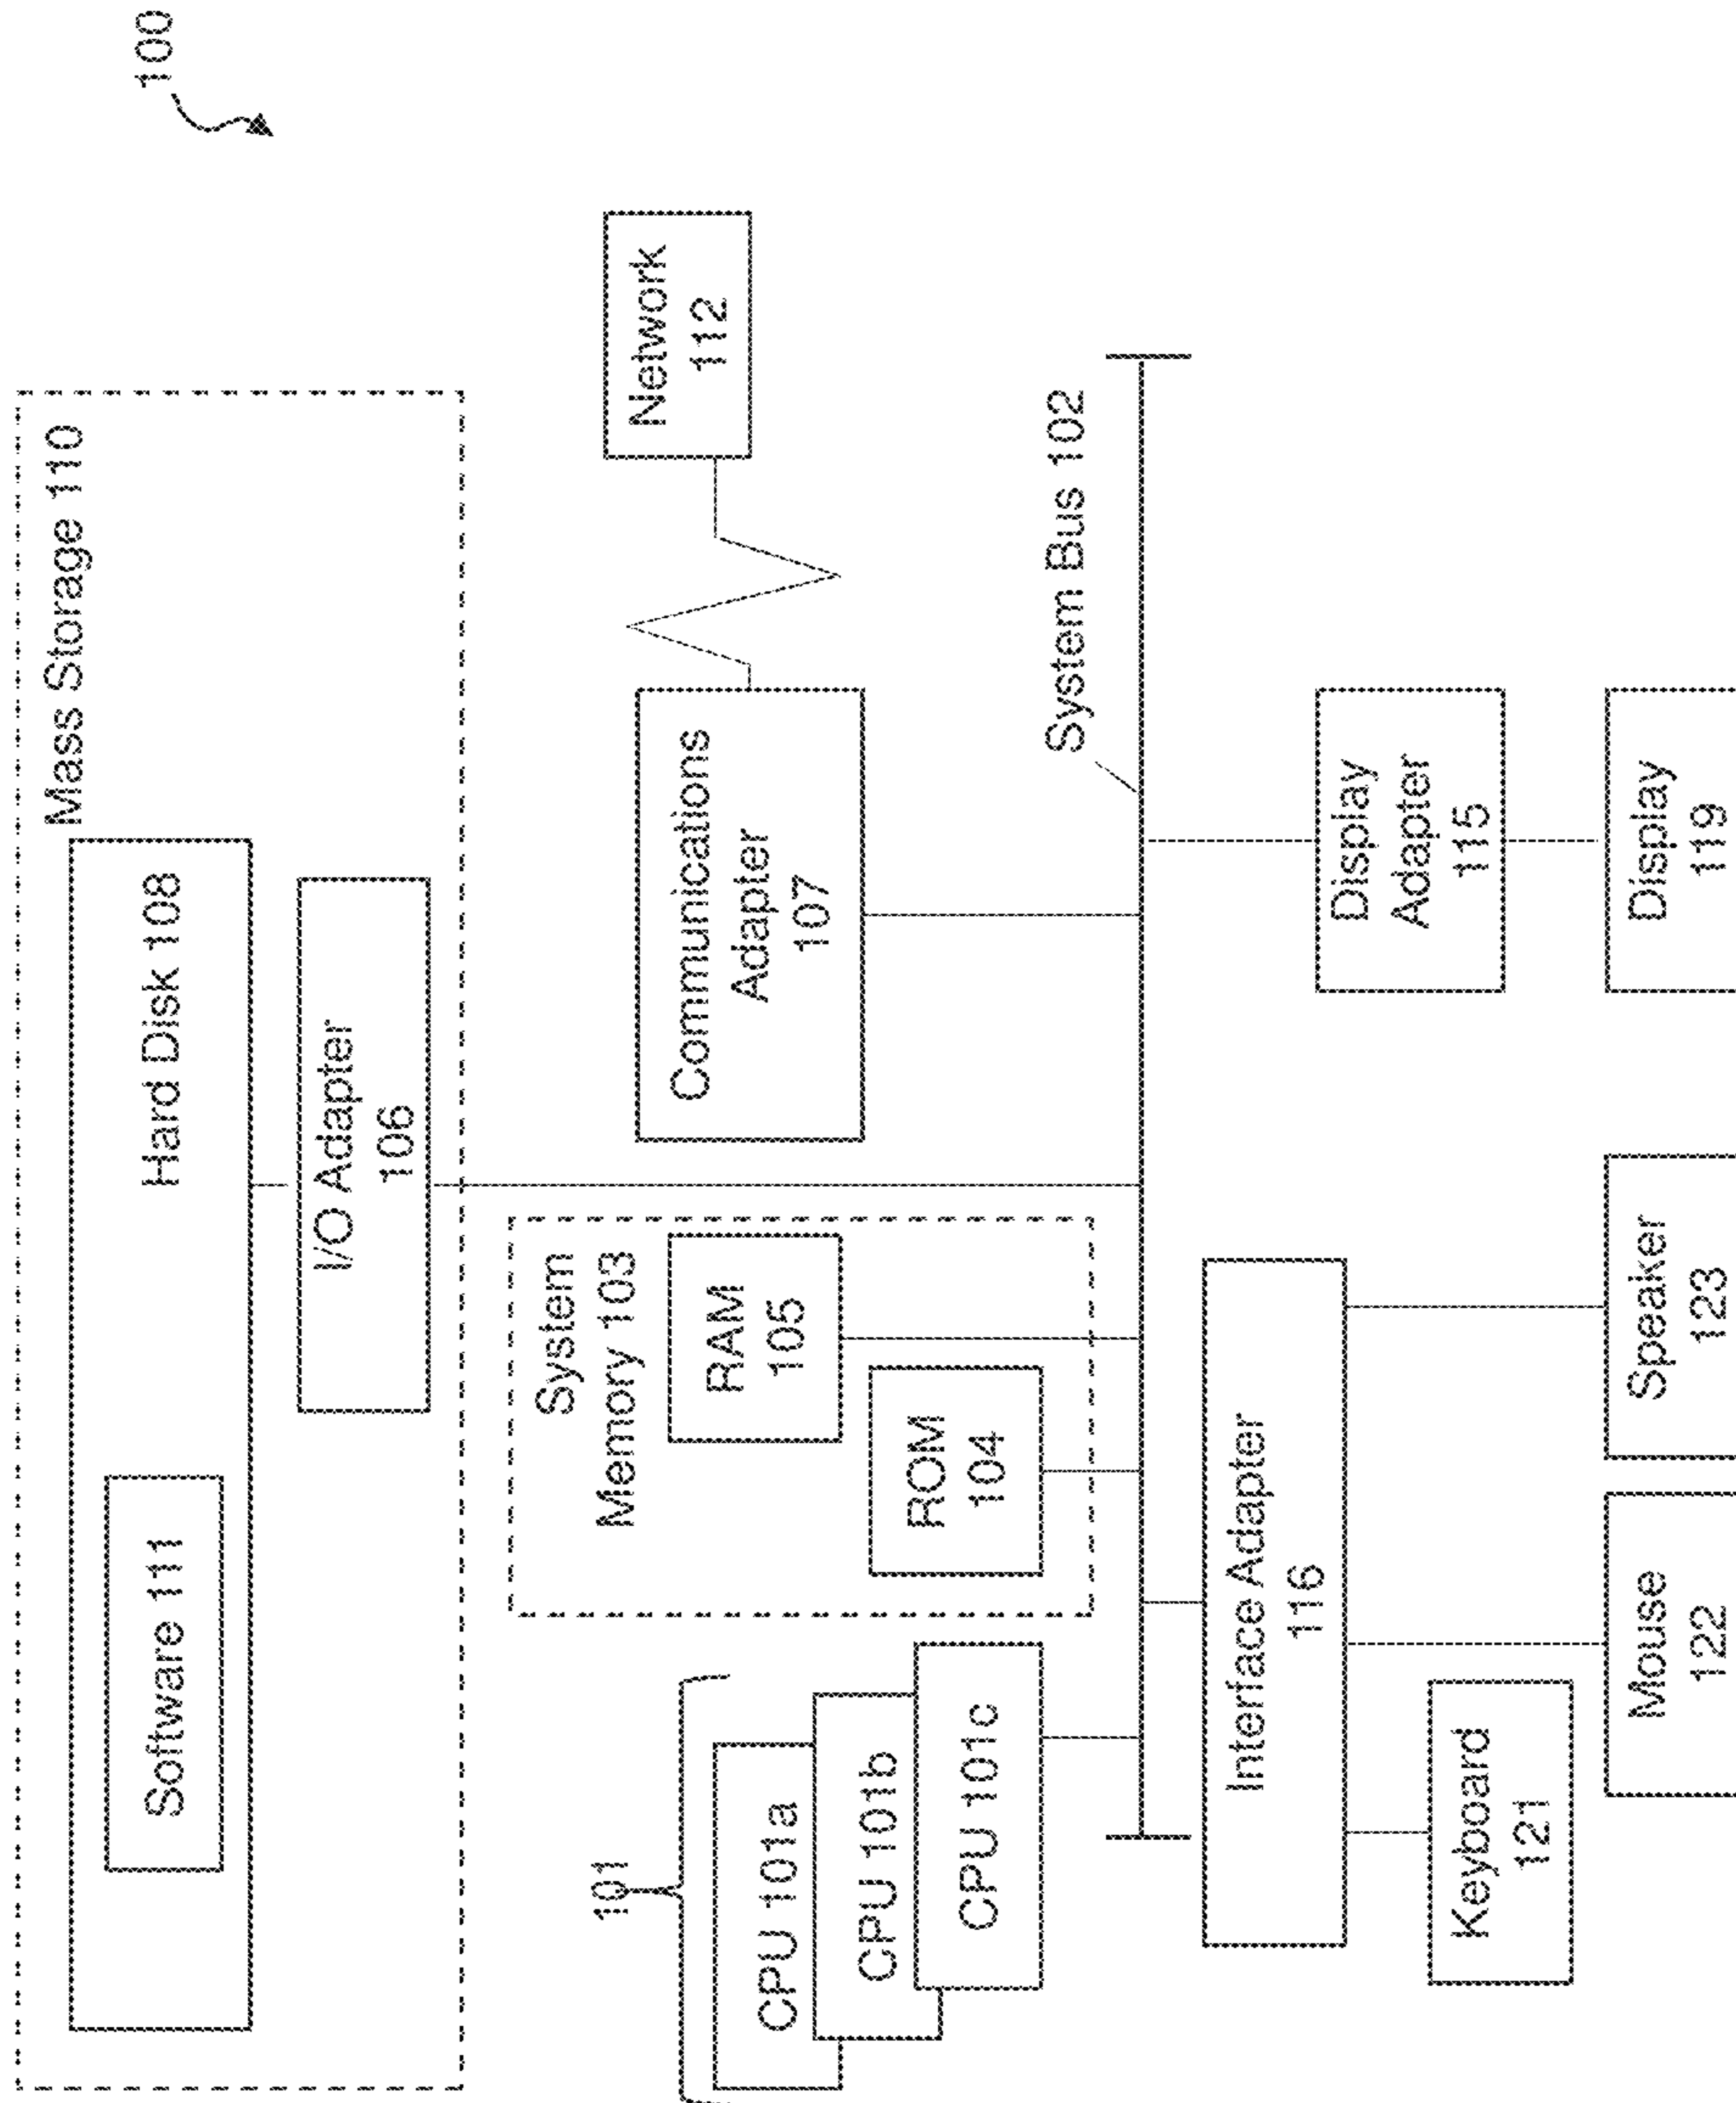 100
Mass Storage 110
Software 111
Hard Disk 108
I/O Adapter
106
101
CPU 101a
CPU 101b
CPU 101c
System
Memory 103
RAM
105
ROM
104
Communications
Adapter
107
Network
112
System Bus 102
Interface Adapter
116
Display
Adapter
115
Keyboard
121
Mouse
122
Speaker
123
Display
119